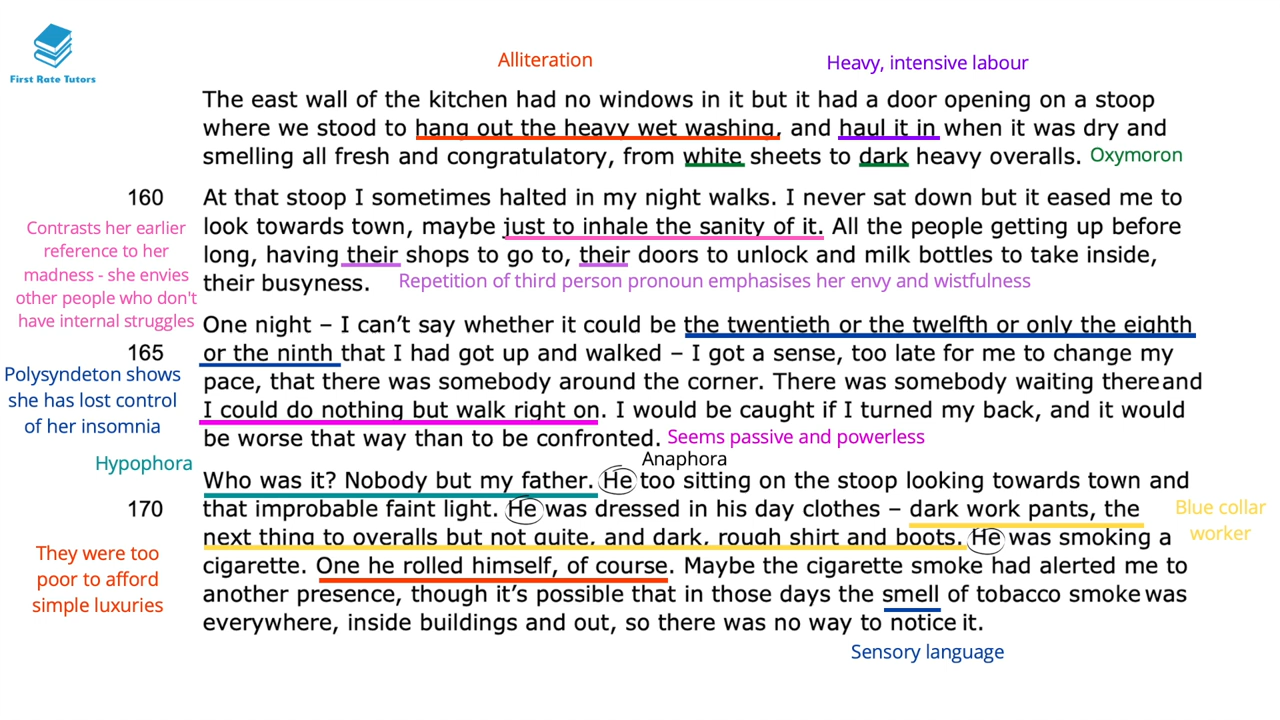 First Rate Tutors
Alliteration
Heavy, intensive labour
The east wall of the kitchen had no windows in it but it had a door opening on a stoop
where we stood to hang out the heavy wet washing, and haul it in when it was dry and
smelling all fresh and congratulatory, from white sheets to dark heavy overalls. Oxymoron
160 At that stoop I sometimes halted in my night walks. I never sat down but it eased me to
look towards town, maybe just to inhale the sanity of it. All the people getting up before
long, having their shops to go to, their doors to unlock and milk bottles to take inside,
their busyness. Repetition of third person pronoun emphasises her envy and wistfulness
Contrasts her earlier
reference to her
madness - she envies
other people who don't
have internal struggles
One night – I can’t say whether it could be the twentieth or the twelfth or only the eighth
165 or the ninth that I had got up and walked – I got a sense, too late for me to change my
pace, that there was somebody around the corner. There was somebody waiting there and
I could do nothing but walk right on. I would be caught if I turned my back, and it would
be worse that way than to be confronted. Seems passive and powerless
Polysyndeton shows
she has lost control
of her insomnia
Hypophora
Anaphora
Who was it? Nobody but my father. He too sitting on the stoop looking towards town and
170 that improbable faint light. He was dressed in his day clothes – dark work pants, the
next thing to overalls but not quite, and dark, rough shirt and boots. He was smoking a
cigarette. One he rolled himself, of course. Maybe the cigarette smoke had alerted me to
another presence, though it’s possible that in those days the smell of tobacco smoke was
everywhere, inside buildings and out, so there was no way to notice it.
Blue collar
worker
They were too
poor to afford
simple luxuries
Sensory language